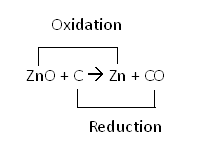 Oxidation
ZnO + C → Zn + CO
Reduction